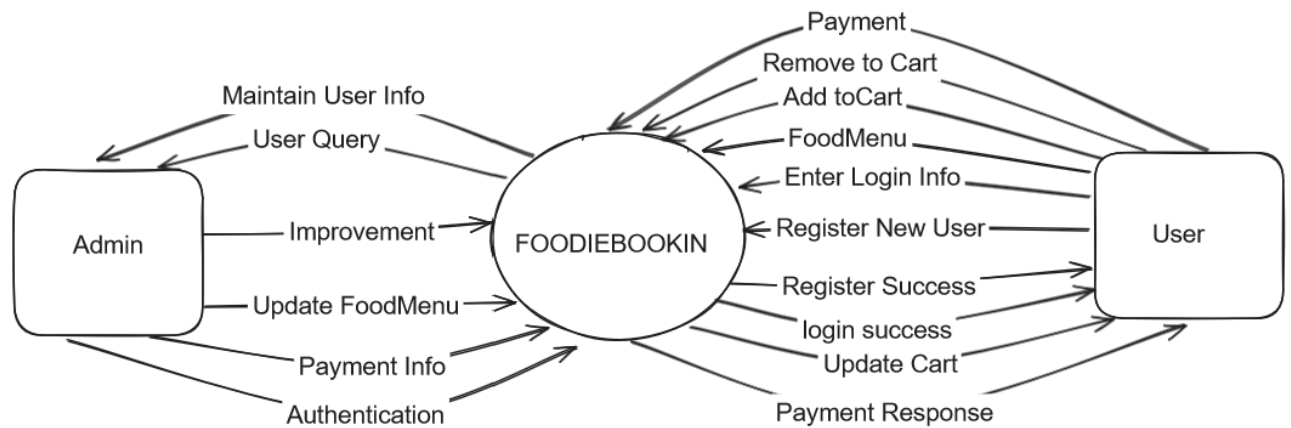 Payment
Remove to Cart
Maintain User Info
Add toCart
User Query
FoodMenu
Enter Login Info
Improvement
Register New User
Admin
FOODIEBOOKIN
User
Update FoodMenu
Register Success
login success
Payment Info
Update Cart
Authentication
Payment Response